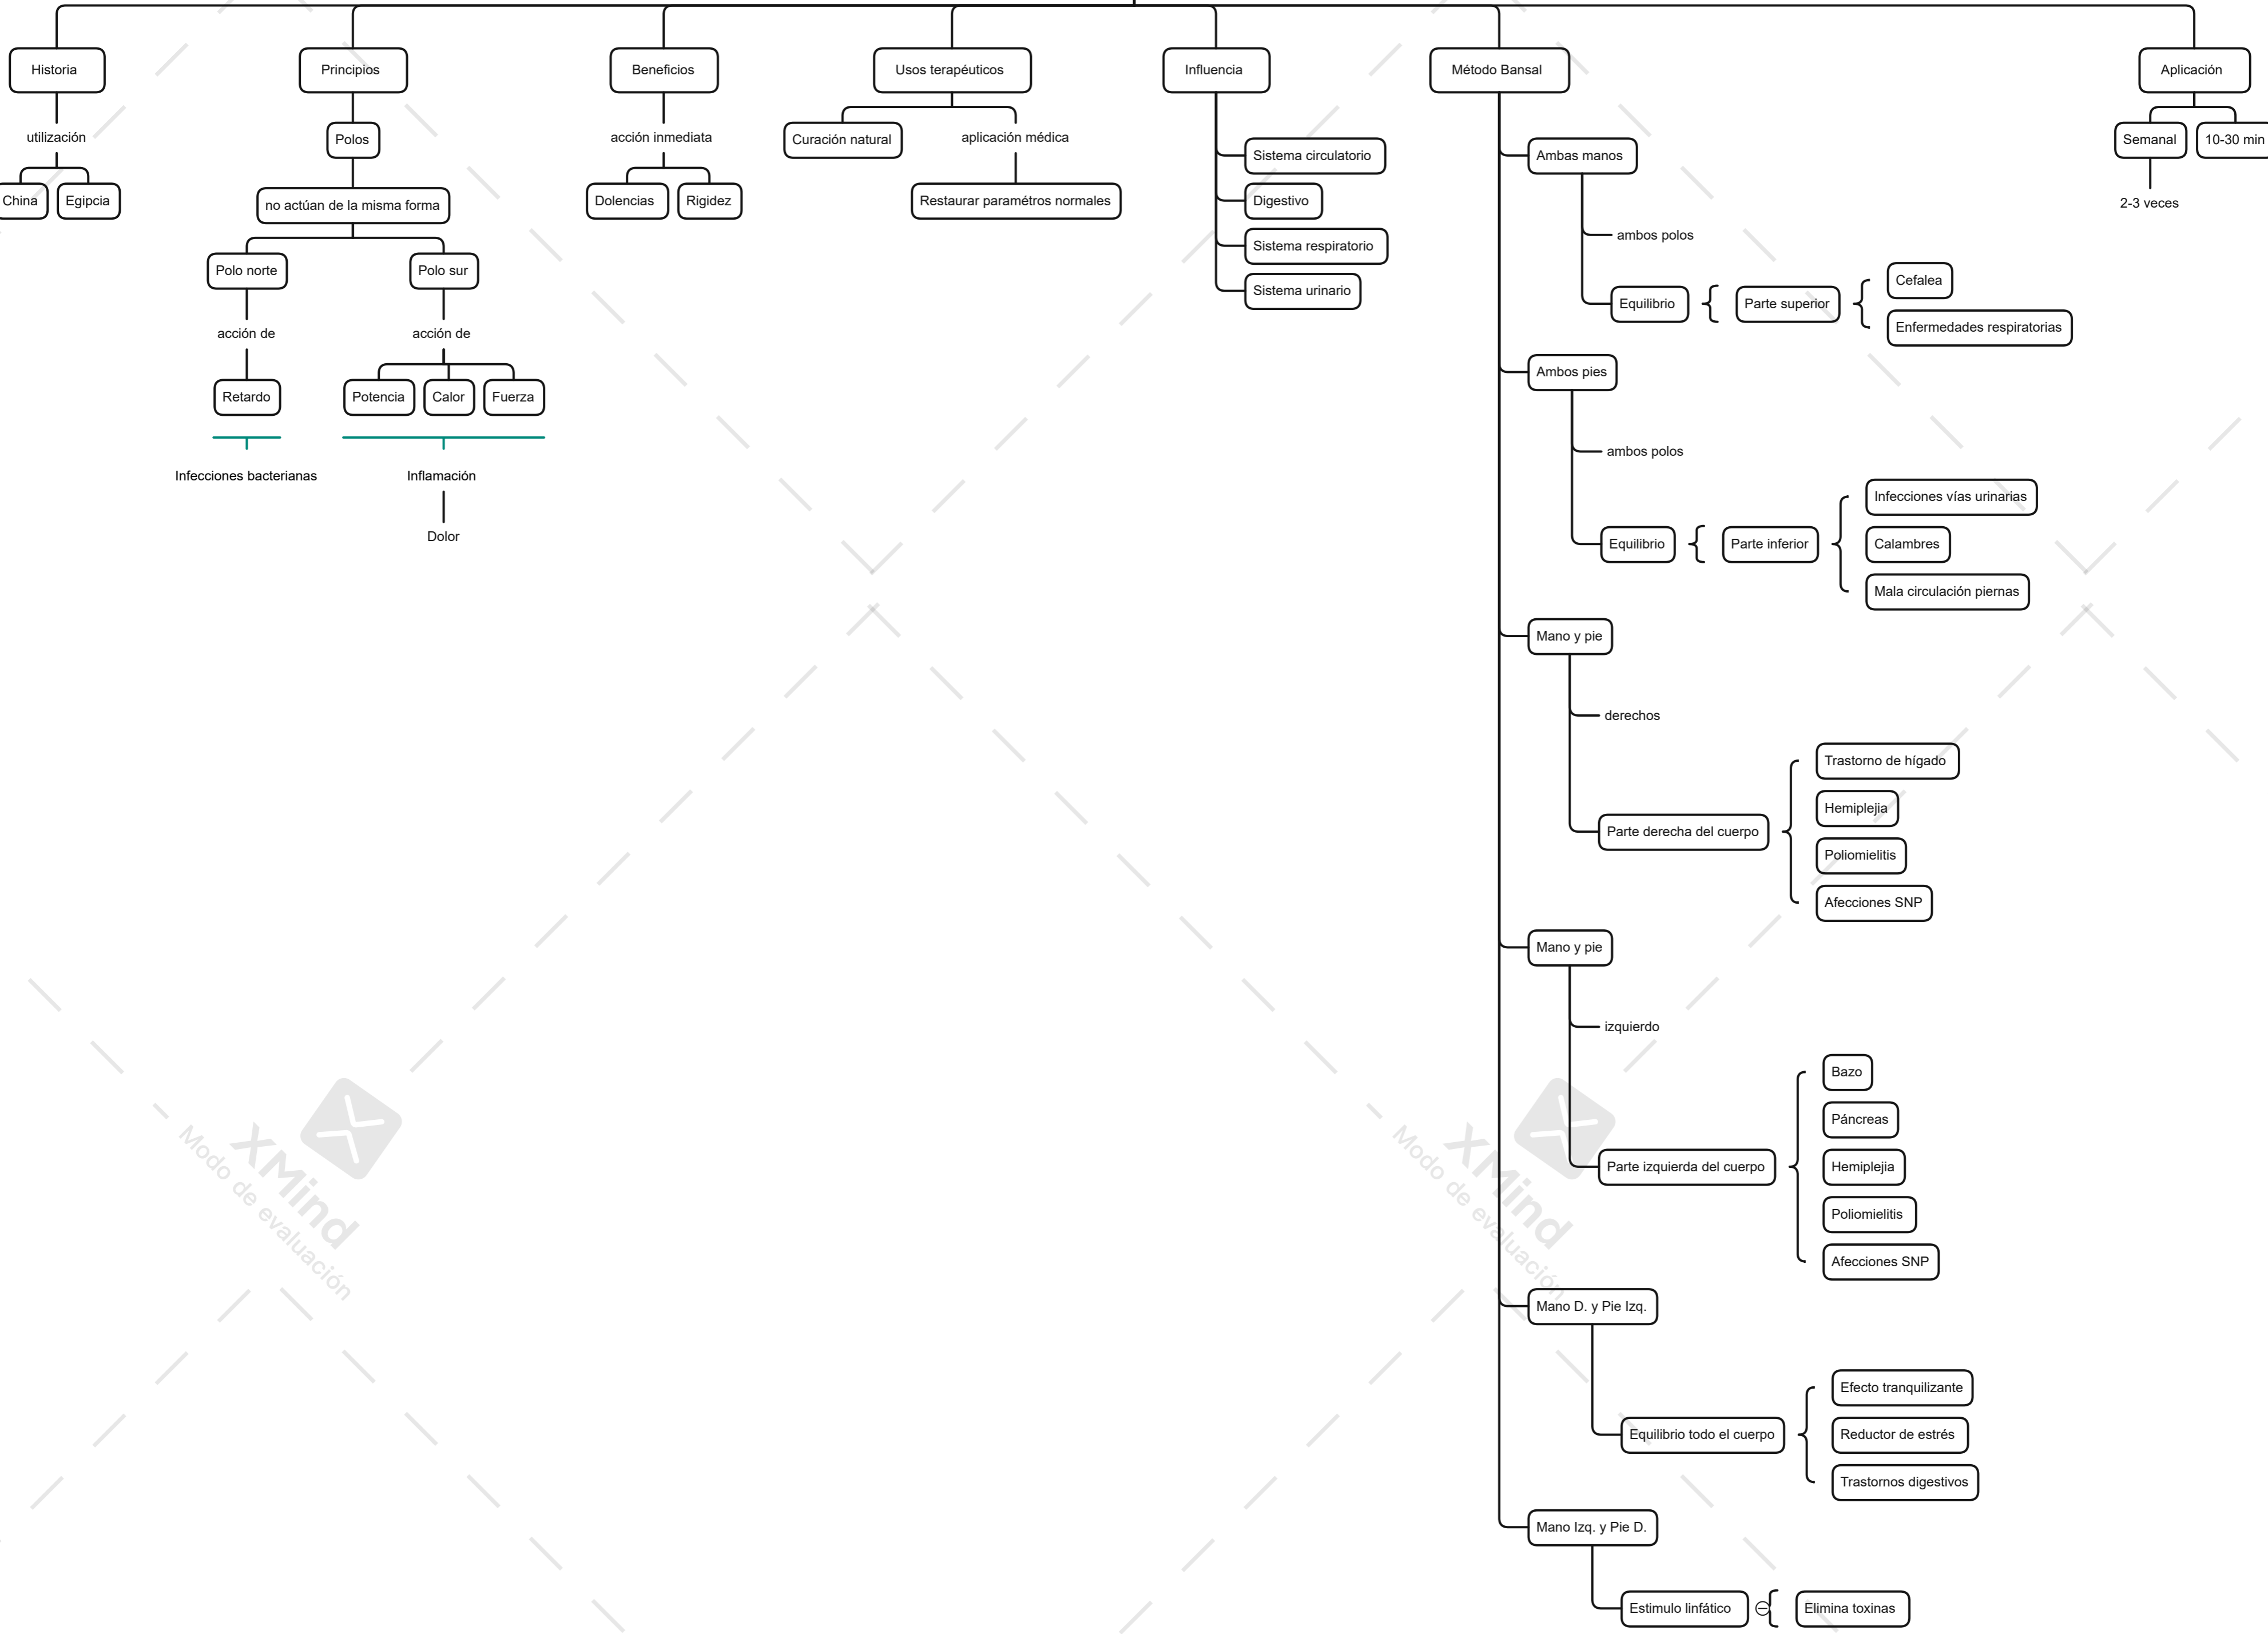 Historia
utilización
China
Egipcia
Principios
Polos
no actúan de la misma forma
Polo norte
acción de
Retardo
Infecciones bacterianas
Polo sur
acción de
Potencia
Calor
Fuerza
Inflamación
Dolor
Beneficios
acción inmediata
Dolencias
Rigidez
Usos terapéuticos
Curación natural
aplicación médica
Restaurar paramétros normales
Influencia
Sistema circulatorio
Digestivo
Sistema respiratorio
Sistema urinario
Método Bansal
Ambas manos
ambos polos
Equilibrio
Parte superior
Cefalea
Enfermedades respiratorias
Ambos pies
ambos polos
Equilibrio
Parte inferior
Infecciones vías urinarias
Calambres
Mala circulación piernas
Mano y pie
derechos
Parte derecha del cuerpo
Trastorno de hígado
Hemiplejia
Poliomielitis
Afecciones SNP
Mano y pie
izquierdo
Parte izquierda del cuerpo
Bazo
Páncreas
Hemiplejia
Poliomielitis
Afecciones SNP
Mano D. y Pie Izq.
Equilibrio todo el cuerpo
Efecto tranquilizante
Reductor de estrés
Trastornos digestivos
Mano Izq. y Pie D.
Estimulo linfático
Elimina toxinas
Aplicación
Semanal
2-3 veces
10-30 min
XMind
Modo de evaluación
XMind
Modo de evaluación